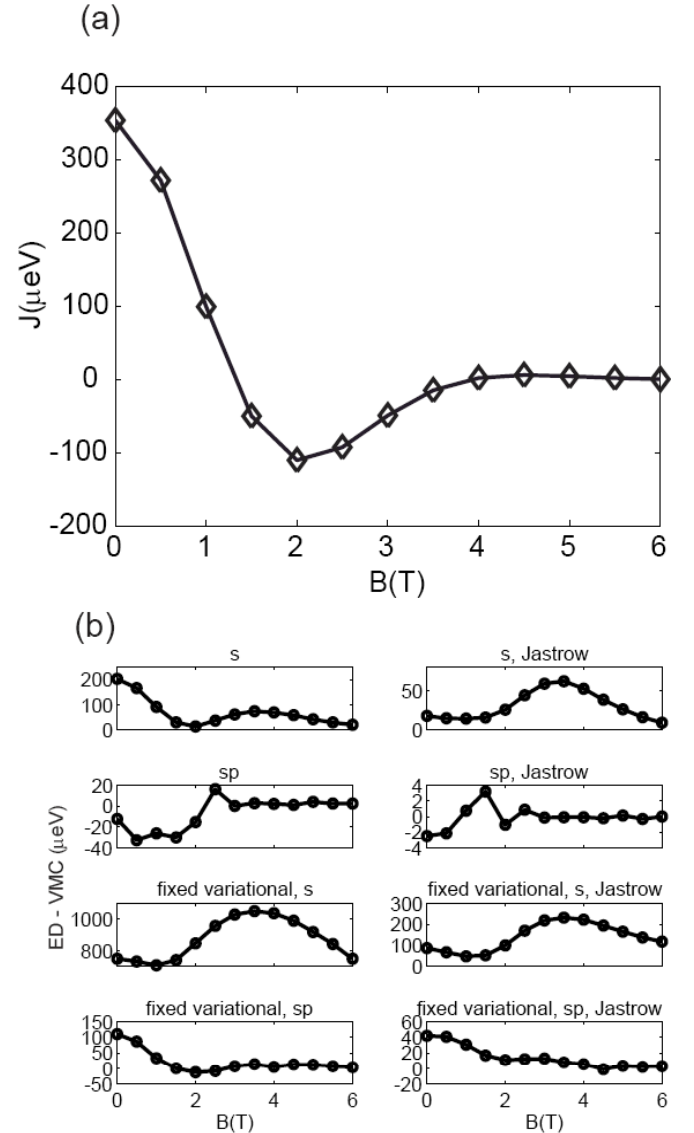 (a)
400
300
200
100
0
-100
-200
J(μeV)
0 1 2 3 4 5 6
B(T)
(b)
s
200
100
0
s, Jastrow
50
0
sp
20
0
-20
-40
sp, Jastrow
4
2
0
-2
-4
ED - VMC (μeV)
fixed variational, s
1000
800
fixed variational, s, Jastrow
300
200
100
0
fixed variational, sp
150
100
50
0
-50
0 2 4 6
B(T)
fixed variational, sp, Jastrow
60
40
20
0
-20
0 2 4 6
B(T)